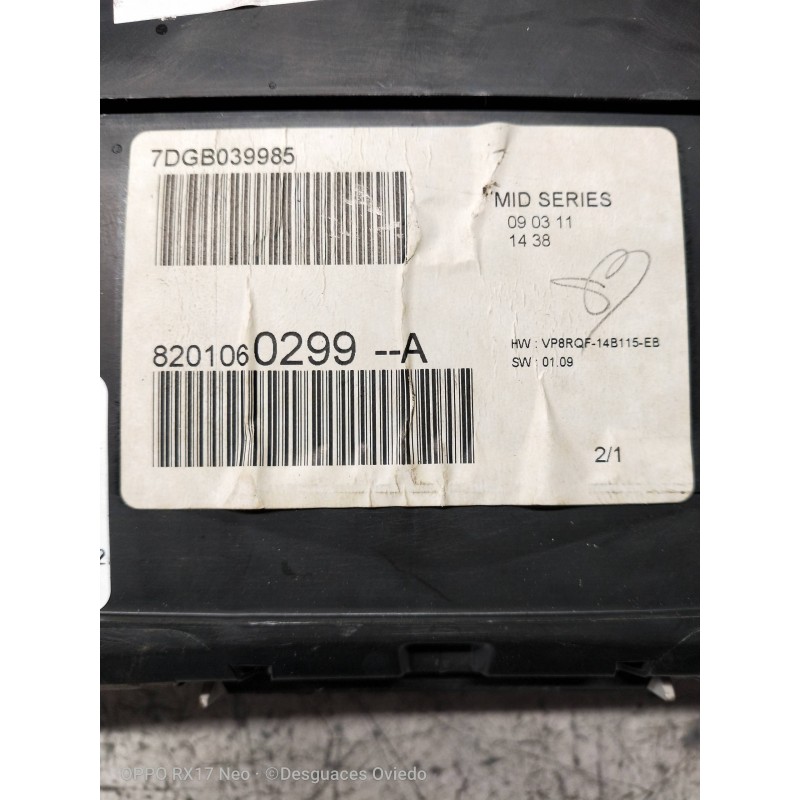 7DGB039985
MID SERIES
09 03 11
14 38
8201060299 --A
HW : VP8RQF-14B115-EB
SW : 01.09
2/1
2
OPPO RX17 Neo · ©Desguaces Oviedo